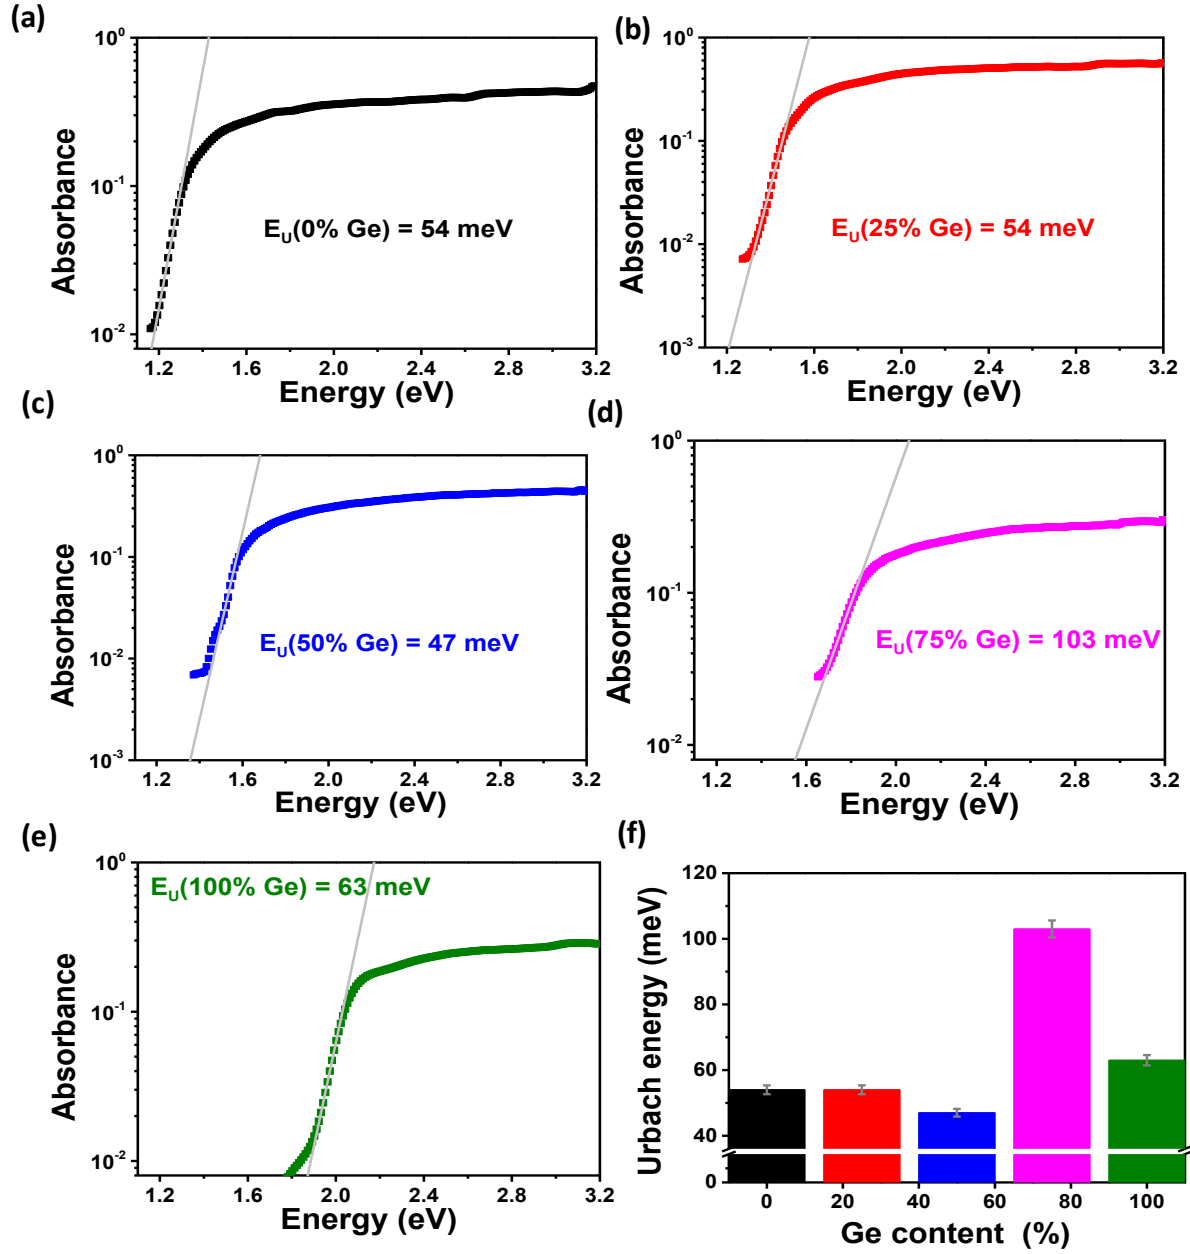 (a)
10⁰
10⁻¹
10⁻²
Absorbance
E_U(0% Ge) = 54 meV
1.2 1.6 2.0 2.4 2.8 3.2
Energy (eV)
(b)
10⁰
10⁻¹
10⁻²
10⁻³
Absorbance
E_U(25% Ge) = 54 meV
1.2 1.6 2.0 2.4 2.8 3.2
Energy (eV)
(c)
10⁰
10⁻¹
10⁻²
10⁻³
Absorbance
E_U(50% Ge) = 47 meV
1.2 1.6 2.0 2.4 2.8 3.2
Energy (eV)
(d)
10⁰
10⁻¹
10⁻²
Absorbance
E_U(75% Ge) = 103 meV
1.2 1.6 2.0 2.4 2.8 3.2
Energy (eV)
(e)
10⁰
10⁻¹
10⁻²
Absorbance
E_U(100% Ge) = 63 meV
1.2 1.6 2.0 2.4 2.8 3.2
Energy (eV)
(f)
120
100
80
60
40
0
Urbach energy (meV)
0 20 40 60 80 100
Ge content (%)